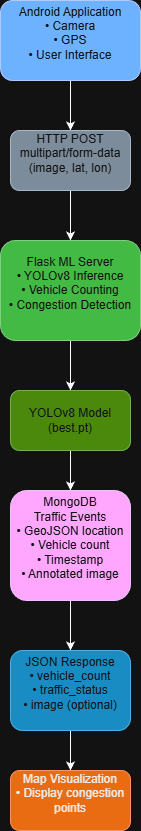 Android Application
• Camera
• GPS
• User Interface
HTTP POST
multipart/form-data
(image, lat, lon)
Flask ML Server
• YOLOv8 Inference
• Vehicle Counting
• Congestion Detection
YOLOv8 Model
(best.pt)
MongoDB
Traffic Events
• GeoJSON location
• Vehicle count
• Timestamp
• Annotated image
JSON Response
• vehicle_count
• traffic_status
• image (optional)
Map Visualization
• Display congestion
points